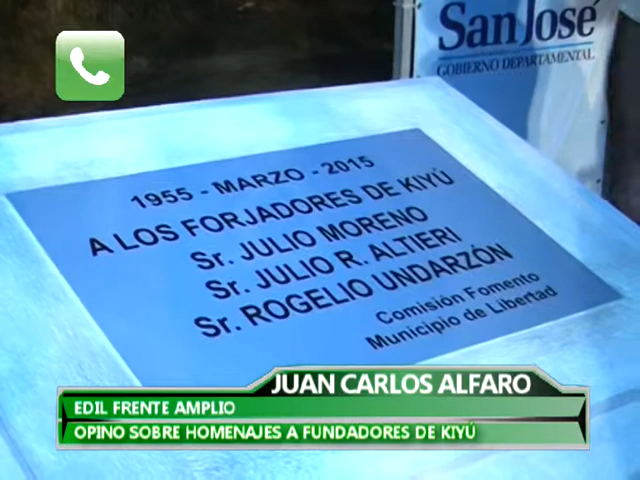 San José
GOBIERNO DEPARTAMENTAL
1955 - MARZO - 2015
A LOS FORJADORES DE KIYÚ
Sr. JULIO MORENO
Sr. JULIO R. ALTIERI
Sr. ROGELIO UNDARZÓN
Comisión Fomento
Municipio de Libertad
JUAN CARLOS ALFARO
EDIL FRENTE AMPLIO
OPINO SOBRE HOMENAJES A FUNDADORES DE KIYÚ